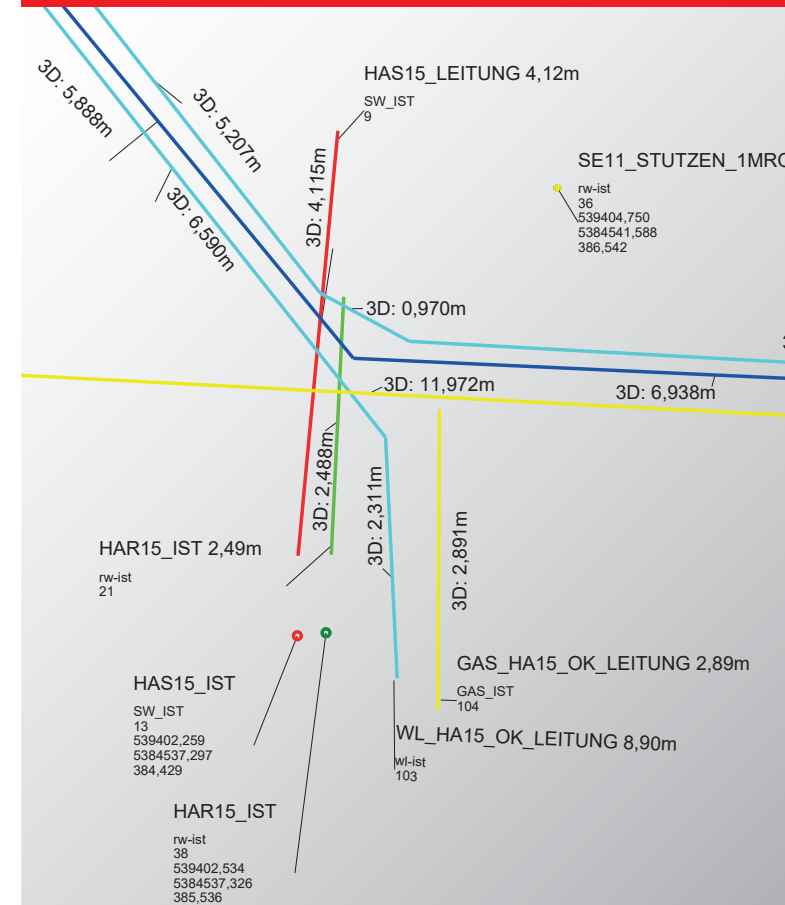 3D: 5,888m
3D: 5,207m
3D: 6,590m
HAS15_LEITUNG 4,12m
SW_IST
9
3D: 4,115m
SE11_STUTZEN_1MRO
rw-ist
36
539404,750
5384541,588
386,542
3D: 0,970m
3D: 11,972m
3D: 6,938m
3D: 2,488m
3D: 2,311m
3D: 2,891m
HAR15_IST 2,49m
rw-ist
21
HAS15_IST
SW_IST
13
539402,259
5384537,297
384,429
GAS_HA15_OK_LEITUNG 2,89m
GAS_IST
104
WL_HA15_OK_LEITUNG 8,90m
wl-ist
103
HAR15_IST
rw-ist
38
539402,534
5384537,326
385,536